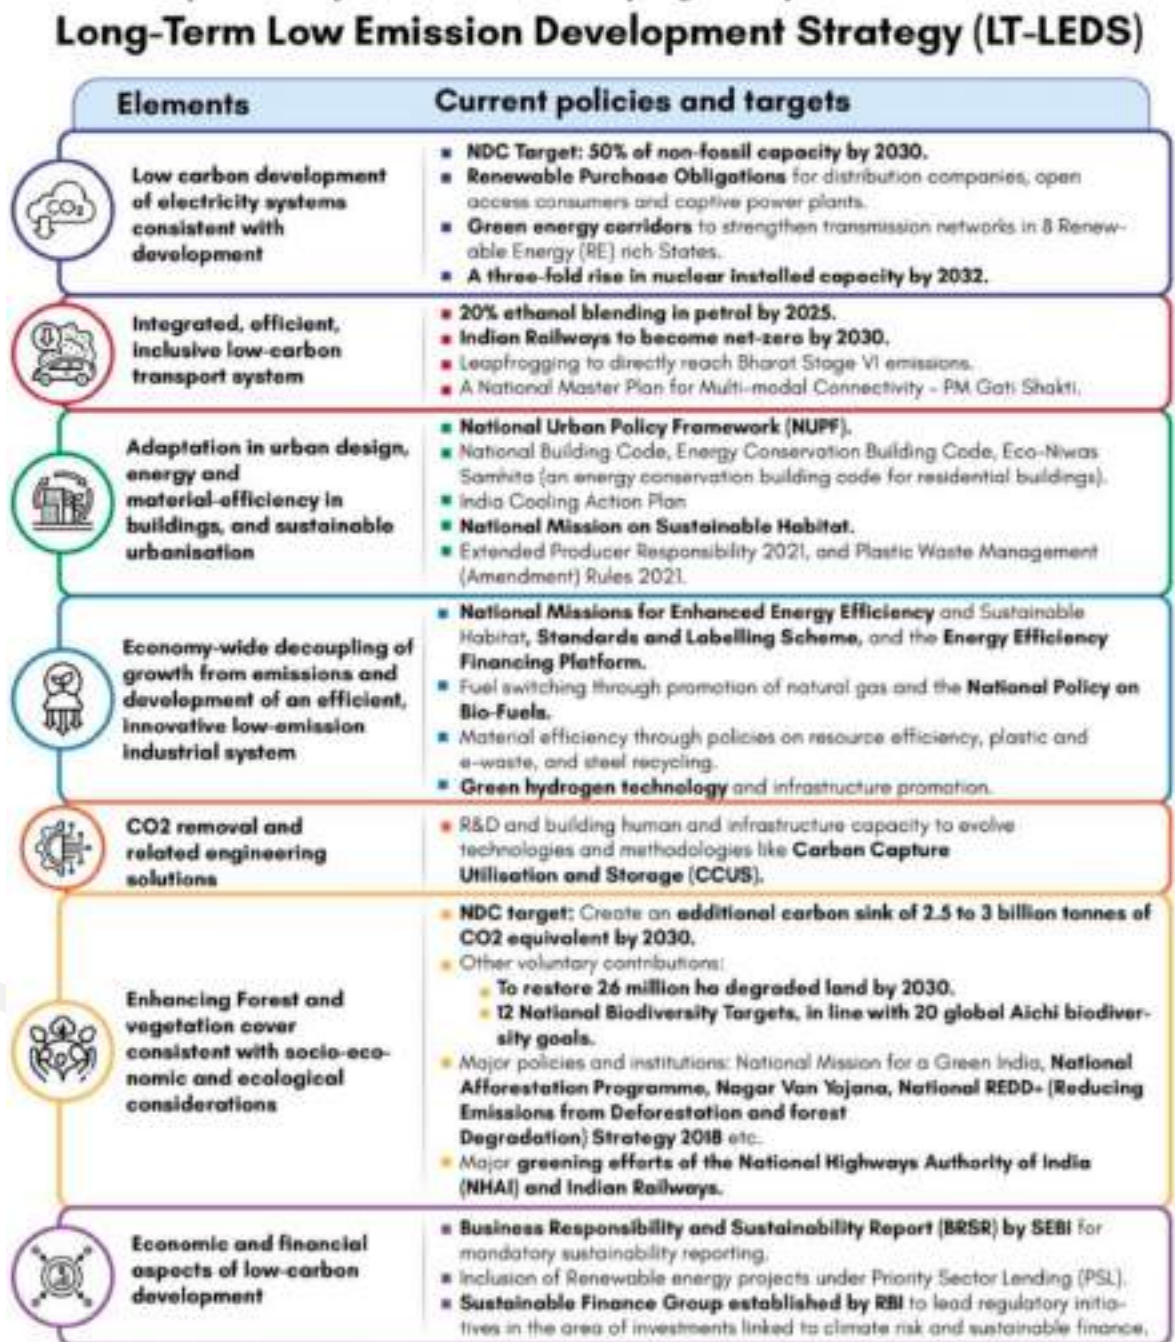 Long-Term Low Emission Development Strategy (LT-LEDS)
Elements
Current policies and targets
CO2
Low carbon development
of electricity systems
consistent with
development
NDC Target: 50% of non-fossil capacity by 2030.
Renewable Purchase Obligations for distribution companies, open
access consumers and captive power plants.
Green energy corridors to strengthen transmission networks in 8 Renew-
able Energy (RE) rich States.
A three-fold rise in nuclear installed capacity by 2032.
Integrated, efficient,
inclusive low-carbon
transport system
20% ethanol blending in petrol by 2025.
Indian Railways to become net-zero by 2030.
Leapfrogging to directly reach Bharat Stage VI emissions.
A National Master Plan for Multi-modal Connectivity - PM Gati Shakti.
Adaptation in urban design,
energy and
material-efficiency in
buildings, and sustainable
urbanisation
National Urban Policy Framework (NUPF).
National Building Code, Energy Conservation Building Code, Eco-Niwas
Samhita (an energy conservation building code for residential buildings).
India Cooling Action Plan
National Mission on Sustainable Habitat.
Extended Producer Responsibility 2021, and Plastic Waste Management
(Amendment) Rules 2021.
Economy-wide decoupling of
growth from emissions and
development of an efficient,
innovative low-emission
industrial system
National Missions for Enhanced Energy Efficiency and Sustainable
Habitat, Standards and Labelling Scheme, and the Energy Efficiency
Financing Platform.
Fuel switching through promotion of natural gas and the National Policy on
Bio-Fuels.
Material efficiency through policies on resource efficiency, plastic and
e-waste, and steel recycling.
Green hydrogen technology and infrastructure promotion.
CO2 removal and
related engineering
solutions
R&D and building human and infrastructure capacity to evolve
technologies and methodologies like Carbon Capture
Utilisation and Storage (CCUS).
Enhancing Forest and
vegetation cover
consistent with socio-eco-
nomic and ecological
considerations
NDC target: Create an additional carbon sink of 2.5 to 3 billion tonnes of
CO2 equivalent by 2030.
Other voluntary contributions:
To restore 26 million ha degraded land by 2030.
12 National Biodiversity Targets, in line with 20 global Aichi biodiver-
sity goals.
Major policies and institutions: National Mission for a Green India, National
Afforestation Programme, Nagar Van Yojana, National REDD+ (Reducing
Emissions from Deforestation and forest
Degradation) Strategy 2018 etc.
Major greening efforts of the National Highways Authority of India
(NHAI) and Indian Railways.
Economic and financial
aspects of low-carbon
development
Business Responsibility and Sustainability Report (BRSR) by SEBI for
mandatory sustainability reporting.
Inclusion of Renewable energy projects under Priority Sector Lending (PSL).
Sustainable Finance Group established by RBI to lead regulatory initia-
tives in the area of investments linked to climate risk and sustainable finance.